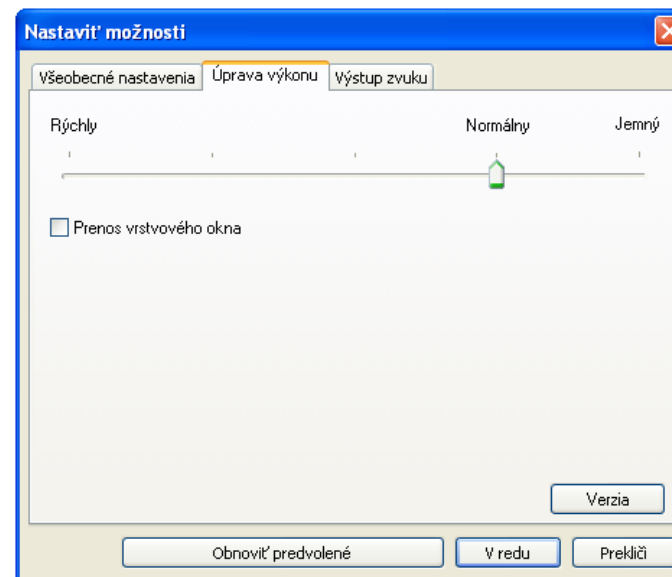 Nastaviť možnosti
Všeobecné nastavenia Úprava výkonu Výstup zvuku
Rýchly Normálny Jemný
Prenos vrstvového okna
Verzia
Obnoviť predvolené V redu Prekliči